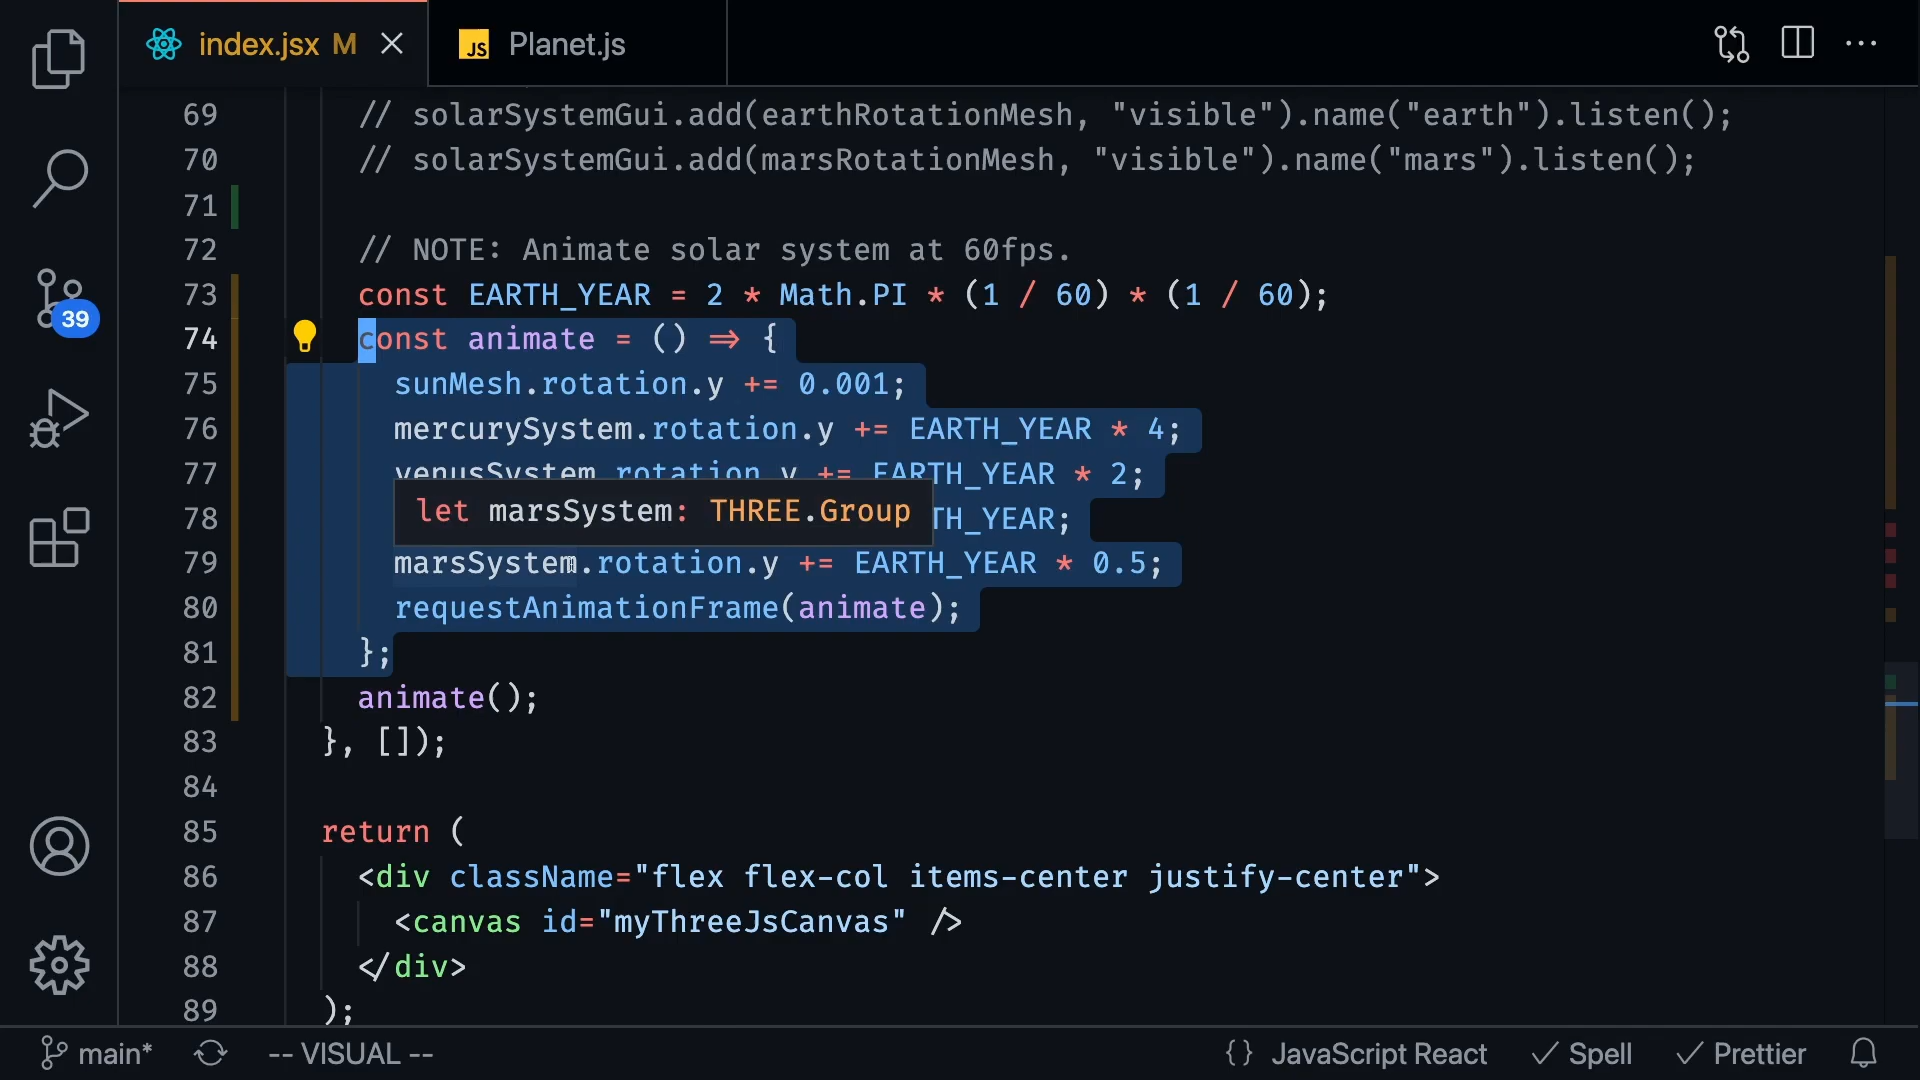 index.jsx M
JS Planet.js
69 // solarSystemGui.add(earthRotationMesh, "visible").name("earth").listen();
70 // solarSystemGui.add(marsRotationMesh, "visible").name("mars").listen();
71
72 // NOTE: Animate solar system at 60fps.
73 const EARTH_YEAR = 2 * Math.PI * (1 / 60) * (1 / 60);
74 const animate = () => {
75 sunMesh.rotation.y += 0.001;
76 mercurySystem.rotation.y += EARTH_YEAR * 4;
77 venusSystem.rotation.y += EARTH_YEAR * 2;
let marsSystem: THREE.Group
78 TH_YEAR;
79 marsSystem.rotation.y += EARTH_YEAR * 0.5;
80 requestAnimationFrame(animate);
81 };
82 animate();
83 }, []);
84
85 return (
86 <div className="flex flex-col items-center justify-center">
87 <canvas id="myThreeJsCanvas" />
88 </div>
89 );
39
main*
-- VISUAL --
{ } JavaScript React
Spell
Prettier